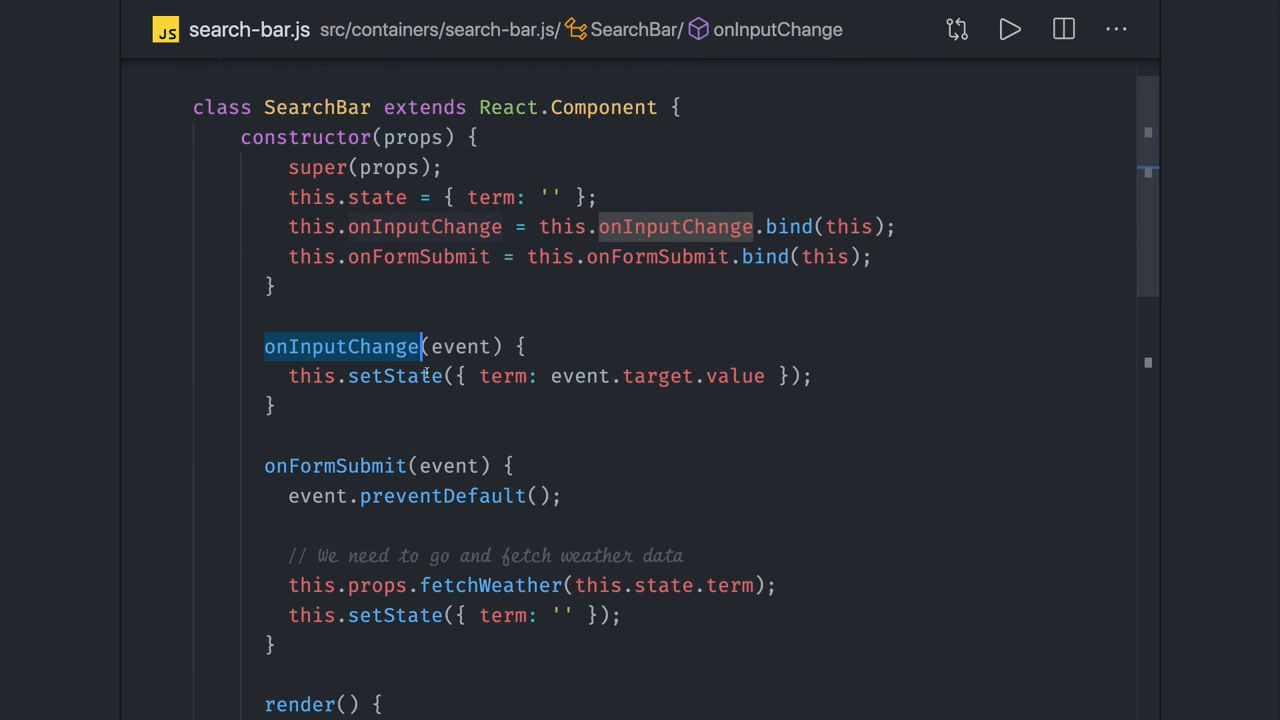 JS search-bar.js src/containers/search-bar.js/ SearchBar/ onInputChange
class SearchBar extends React.Component {
constructor(props) {
super(props);
this.state = { term: '' };
this.onInputChange = this.onInputChange.bind(this);
this.onFormSubmit = this.onFormSubmit.bind(this);
}
onInputChange(event) {
this.setState({ term: event.target.value });
}
onFormSubmit(event) {
event.preventDefault();
// We need to go and fetch weather data
this.props.fetchWeather(this.state.term);
this.setState({ term: '' });
}
render() {